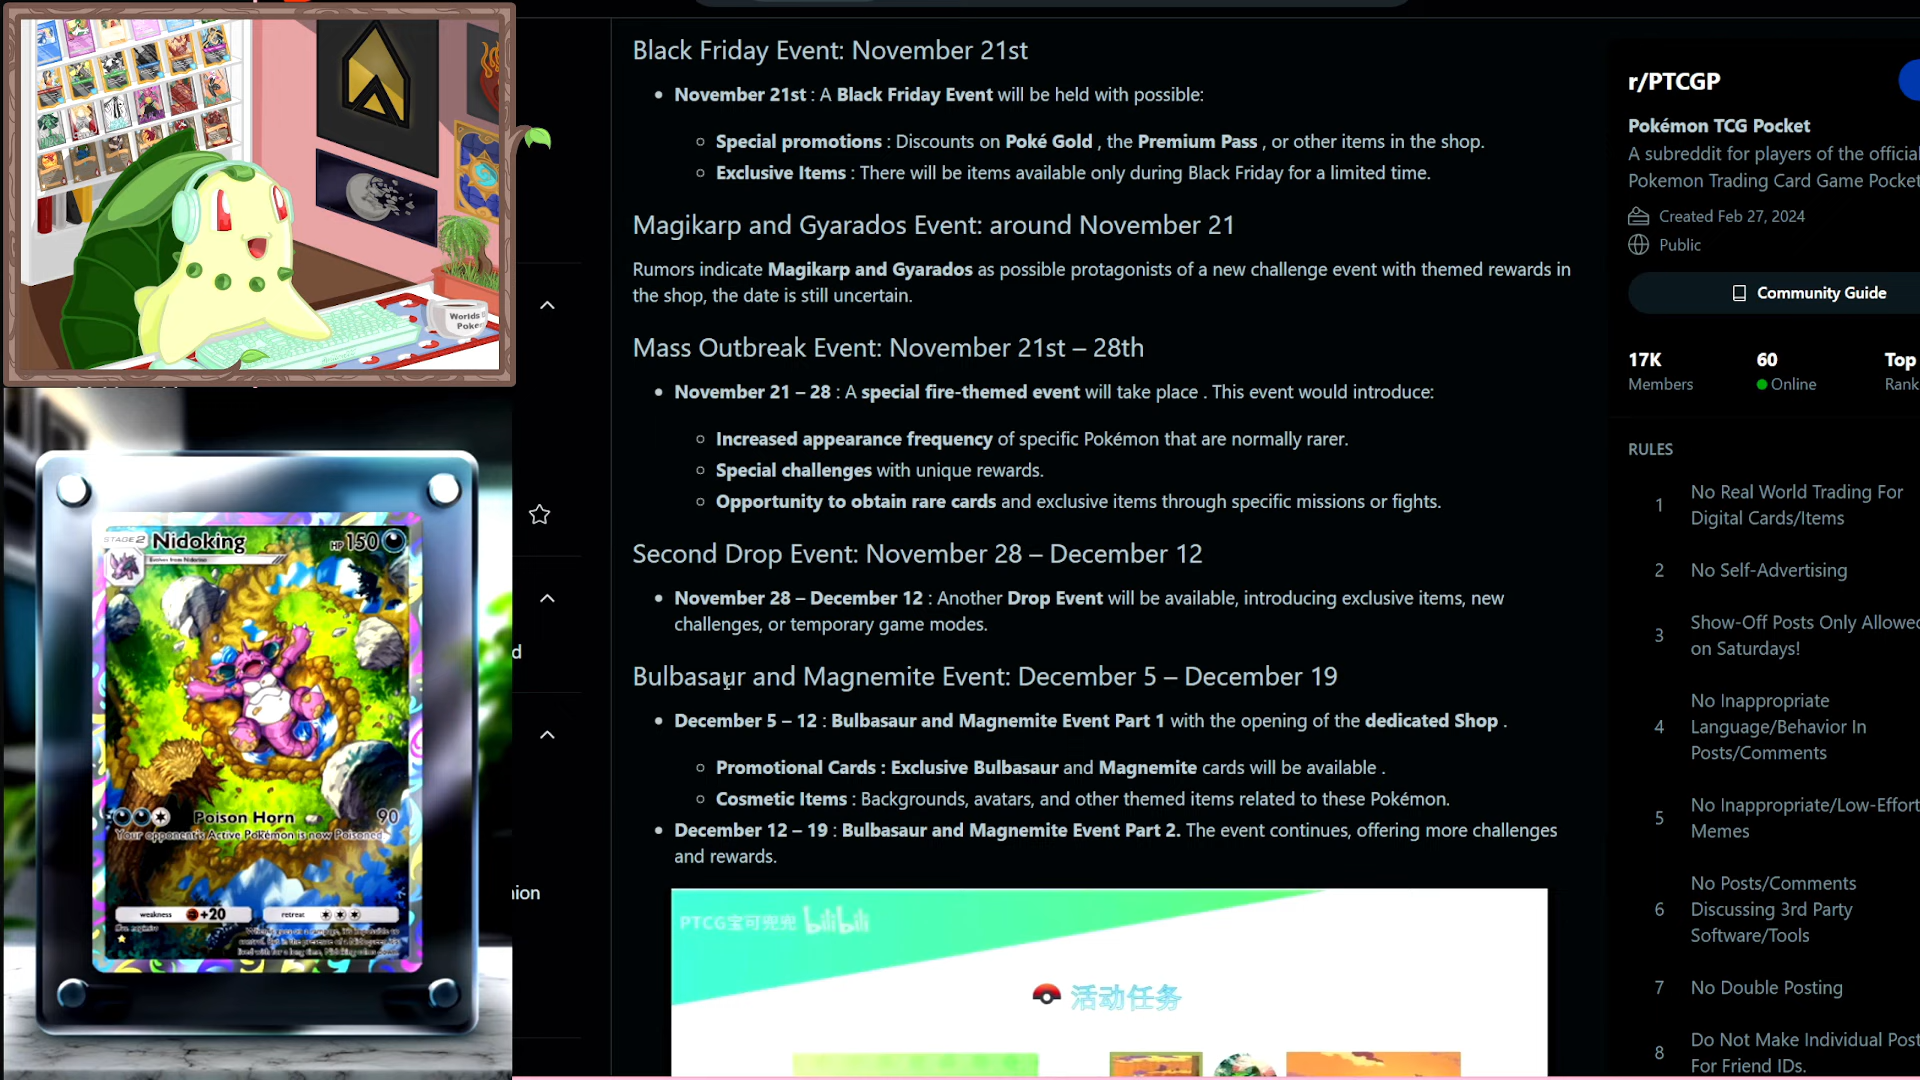 Black Friday Event: November 21st
November 21st : A Black Friday Event will be held with possible:
Special promotions : Discounts on Poké Gold , the Premium Pass , or other items in the shop.
Exclusive Items : There will be items available only during Black Friday for a limited time.
Magikarp and Gyarados Event: around November 21
Rumors indicate Magikarp and Gyarados as possible protagonists of a new challenge event with themed rewards in
the shop, the date is still uncertain.
Mass Outbreak Event: November 21st – 28th
November 21 – 28 : A special fire-themed event will take place . This event would introduce:
Increased appearance frequency of specific Pokémon that are normally rarer.
Special challenges with unique rewards.
Opportunity to obtain rare cards and exclusive items through specific missions or fights.
Second Drop Event: November 28 – December 12
November 28 – December 12 : Another Drop Event will be available, introducing exclusive items, new
challenges, or temporary game modes.
Bulbasaur and Magnemite Event: December 5 – December 19
December 5 – 12 : Bulbasaur and Magnemite Event Part 1 with the opening of the dedicated Shop .
Promotional Cards : Exclusive Bulbasaur and Magnemite cards will be available .
Cosmetic Items : Backgrounds, avatars, and other themed items related to these Pokémon.
December 12 – 19 : Bulbasaur and Magnemite Event Part 2. The event continues, offering more challenges
and rewards.
PTCG宝可兜兜 bilibili
活动任务
r/PTCGP
Pokémon TCG Pocket
A subreddit for players of the official
Pokemon Trading Card Game Pocket
Created Feb 27, 2024
Public
Community Guide
17K 60 Top
Members Online Rank
RULES
1 No Real World Trading For
Digital Cards/Items
2 No Self-Advertising
3 Show-Off Posts Only Allowed
on Saturdays!
4 No Inappropriate
Language/Behavior In
Posts/Comments
5 No Inappropriate/Low-Effort
Memes
6 No Posts/Comments
Discussing 3rd Party
Software/Tools
7 No Double Posting
8 Do Not Make Individual Post
For Friend IDs.
Worlds
Poke
d
nion
STAGE 2 Nidoking HP 150
Evolves from Nidorino
Poison Horn 90
Your opponent's Active Pokémon is now Poisoned.
weakness +20 retreat